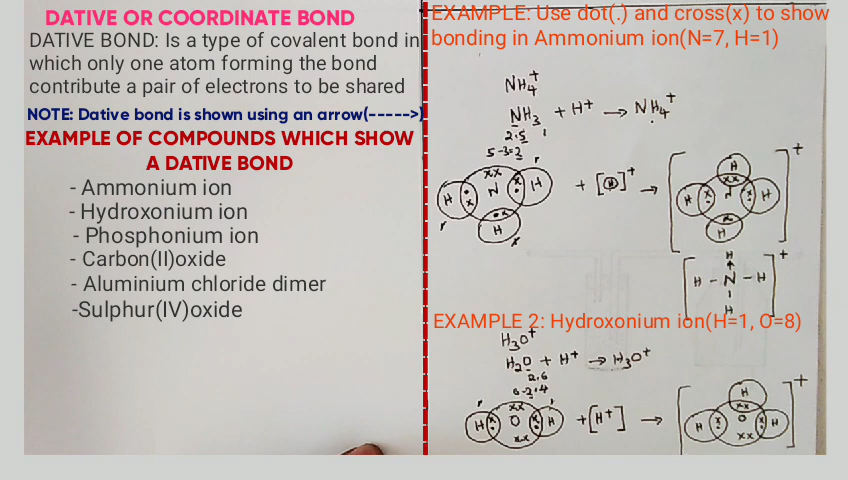 DATIVE OR COORDINATE BOND
DATIVE BOND: Is a type of covalent bond in
which only one atom forming the bond
contribute a pair of electrons to be shared
NOTE: Dative bond is shown using an arrow(----->)
EXAMPLE OF COMPOUNDS WHICH SHOW
A DATIVE BOND
- Ammonium ion
- Hydroxonium ion
- Phosphonium ion
- Carbon(II)oxide
- Aluminium chloride dimer
-Sulphur(IV)oxide
EXAMPLE: Use dot(.) and cross(x) to show
bonding in Ammonium ion(N=7, H=1)
NH₄⁺
NH₃ + H⁺ → NH₄⁺
2.5 1
5-3=2
H N H + [H]⁺ → [H N H H]⁺
H H
[H
H - N - H]⁺
H
EXAMPLE 2: Hydroxonium ion(H=1, O=8)
H₃O⁺
H₂O + H⁺ → H₃O⁺
2.6
6-2=4
H O H + [H⁺] → [H O H H]⁺